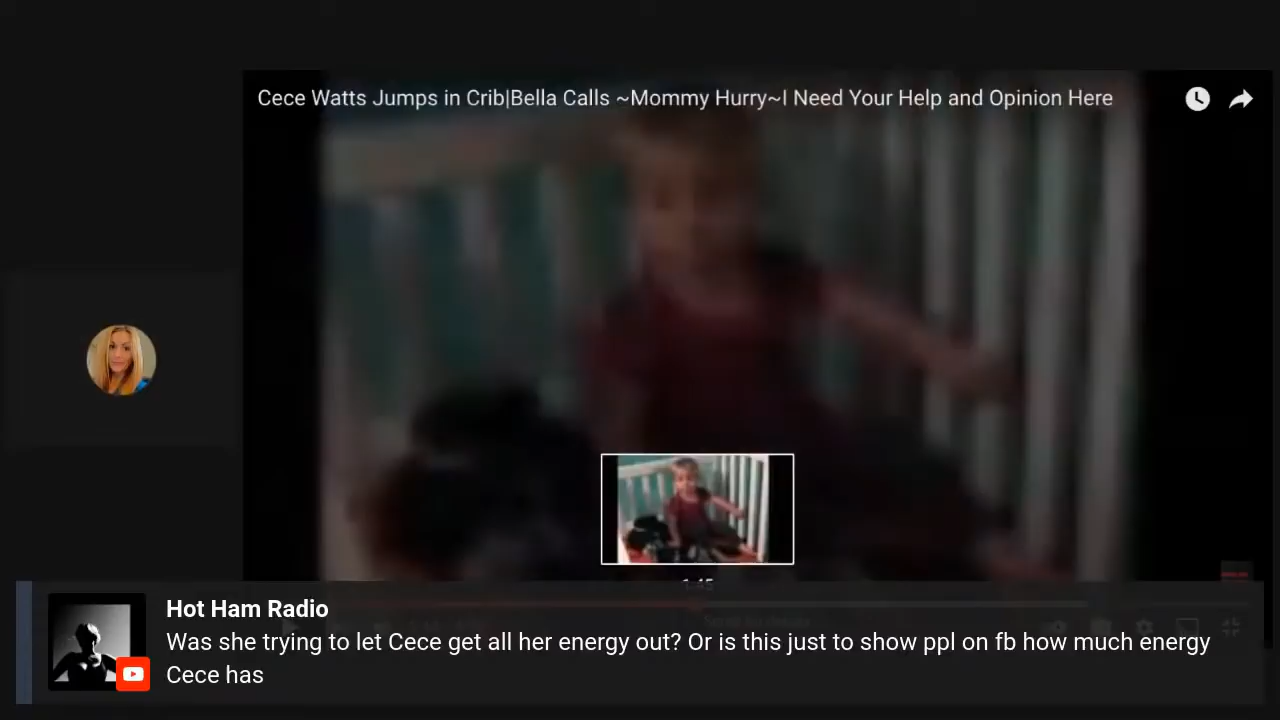 Cece Watts Jumps in Crib|Bella Calls ~Mommy Hurry~I Need Your Help and Opinion Here
1:45
Hot Ham Radio
Was she trying to let Cece get all her energy out? Or is this just to show ppl on fb how much energy
Cece has